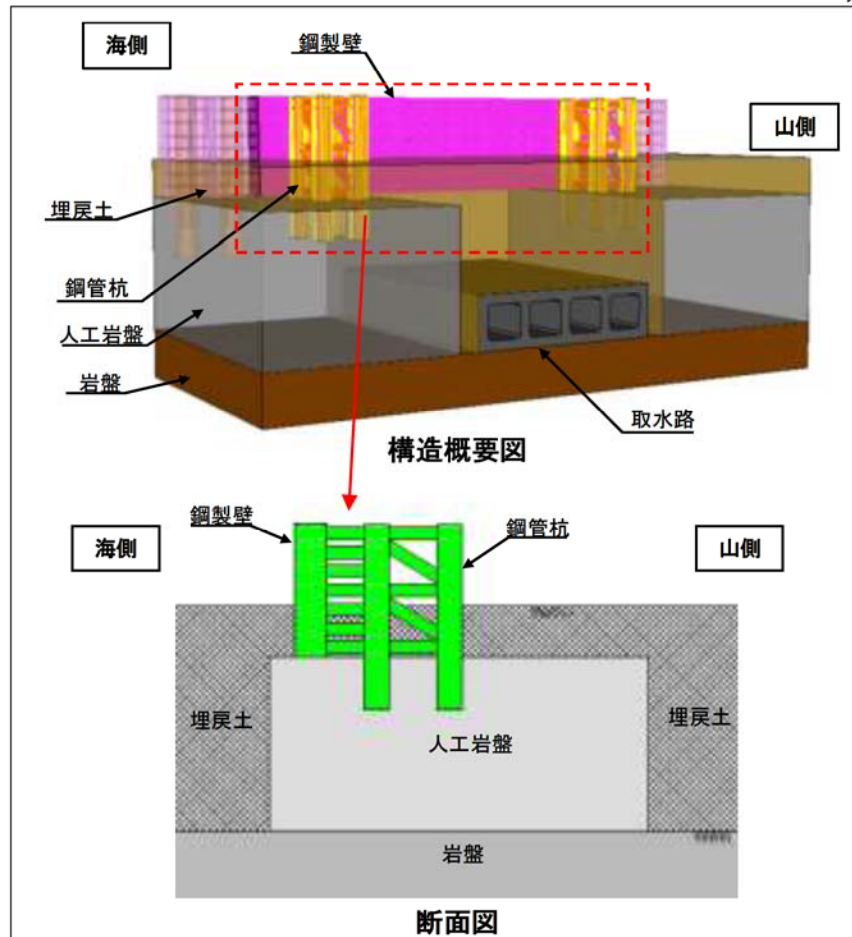 海側
鋼製壁
山側
埋戻土
鋼管杭
人工岩盤
岩盤
取水路
構造概要図
鋼製壁
鋼管杭
海側
山側
埋戻土
埋戻土
人工岩盤
岩盤
断面図